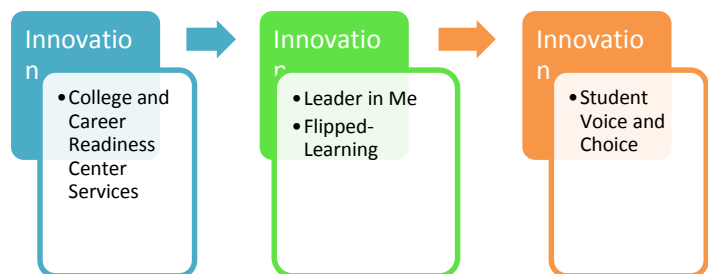 Innovatio
n
•College and
Career
Readiness
Center
Services
Innovatio
n
•Leader in Me
•Flipped-
Learning
Innovatio
n
•Student
Voice and
Choice